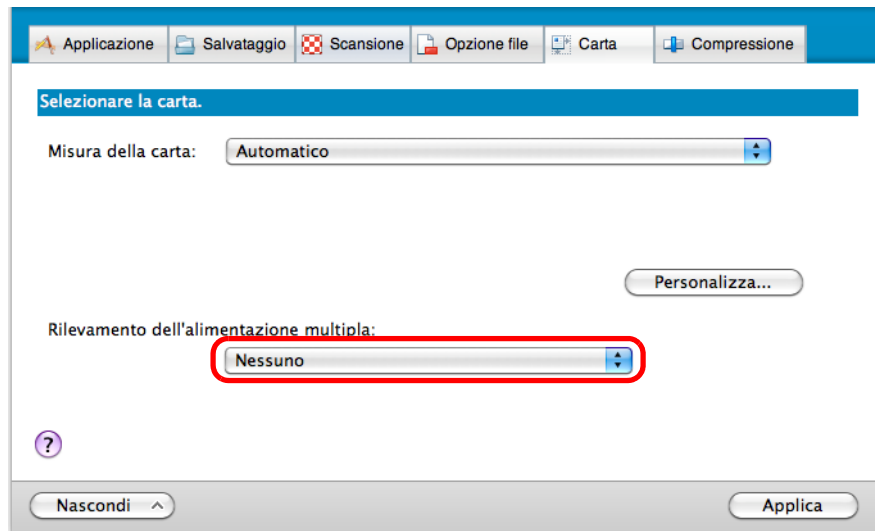 Applicazione Salvataggio Scansione Opzione file Carta Compressione
Selezionare la carta.
Misura della carta: Automatico
Personalizza...
Rilevamento dell'alimentazione multipla:
Nessuno
?
Nascondi Applica